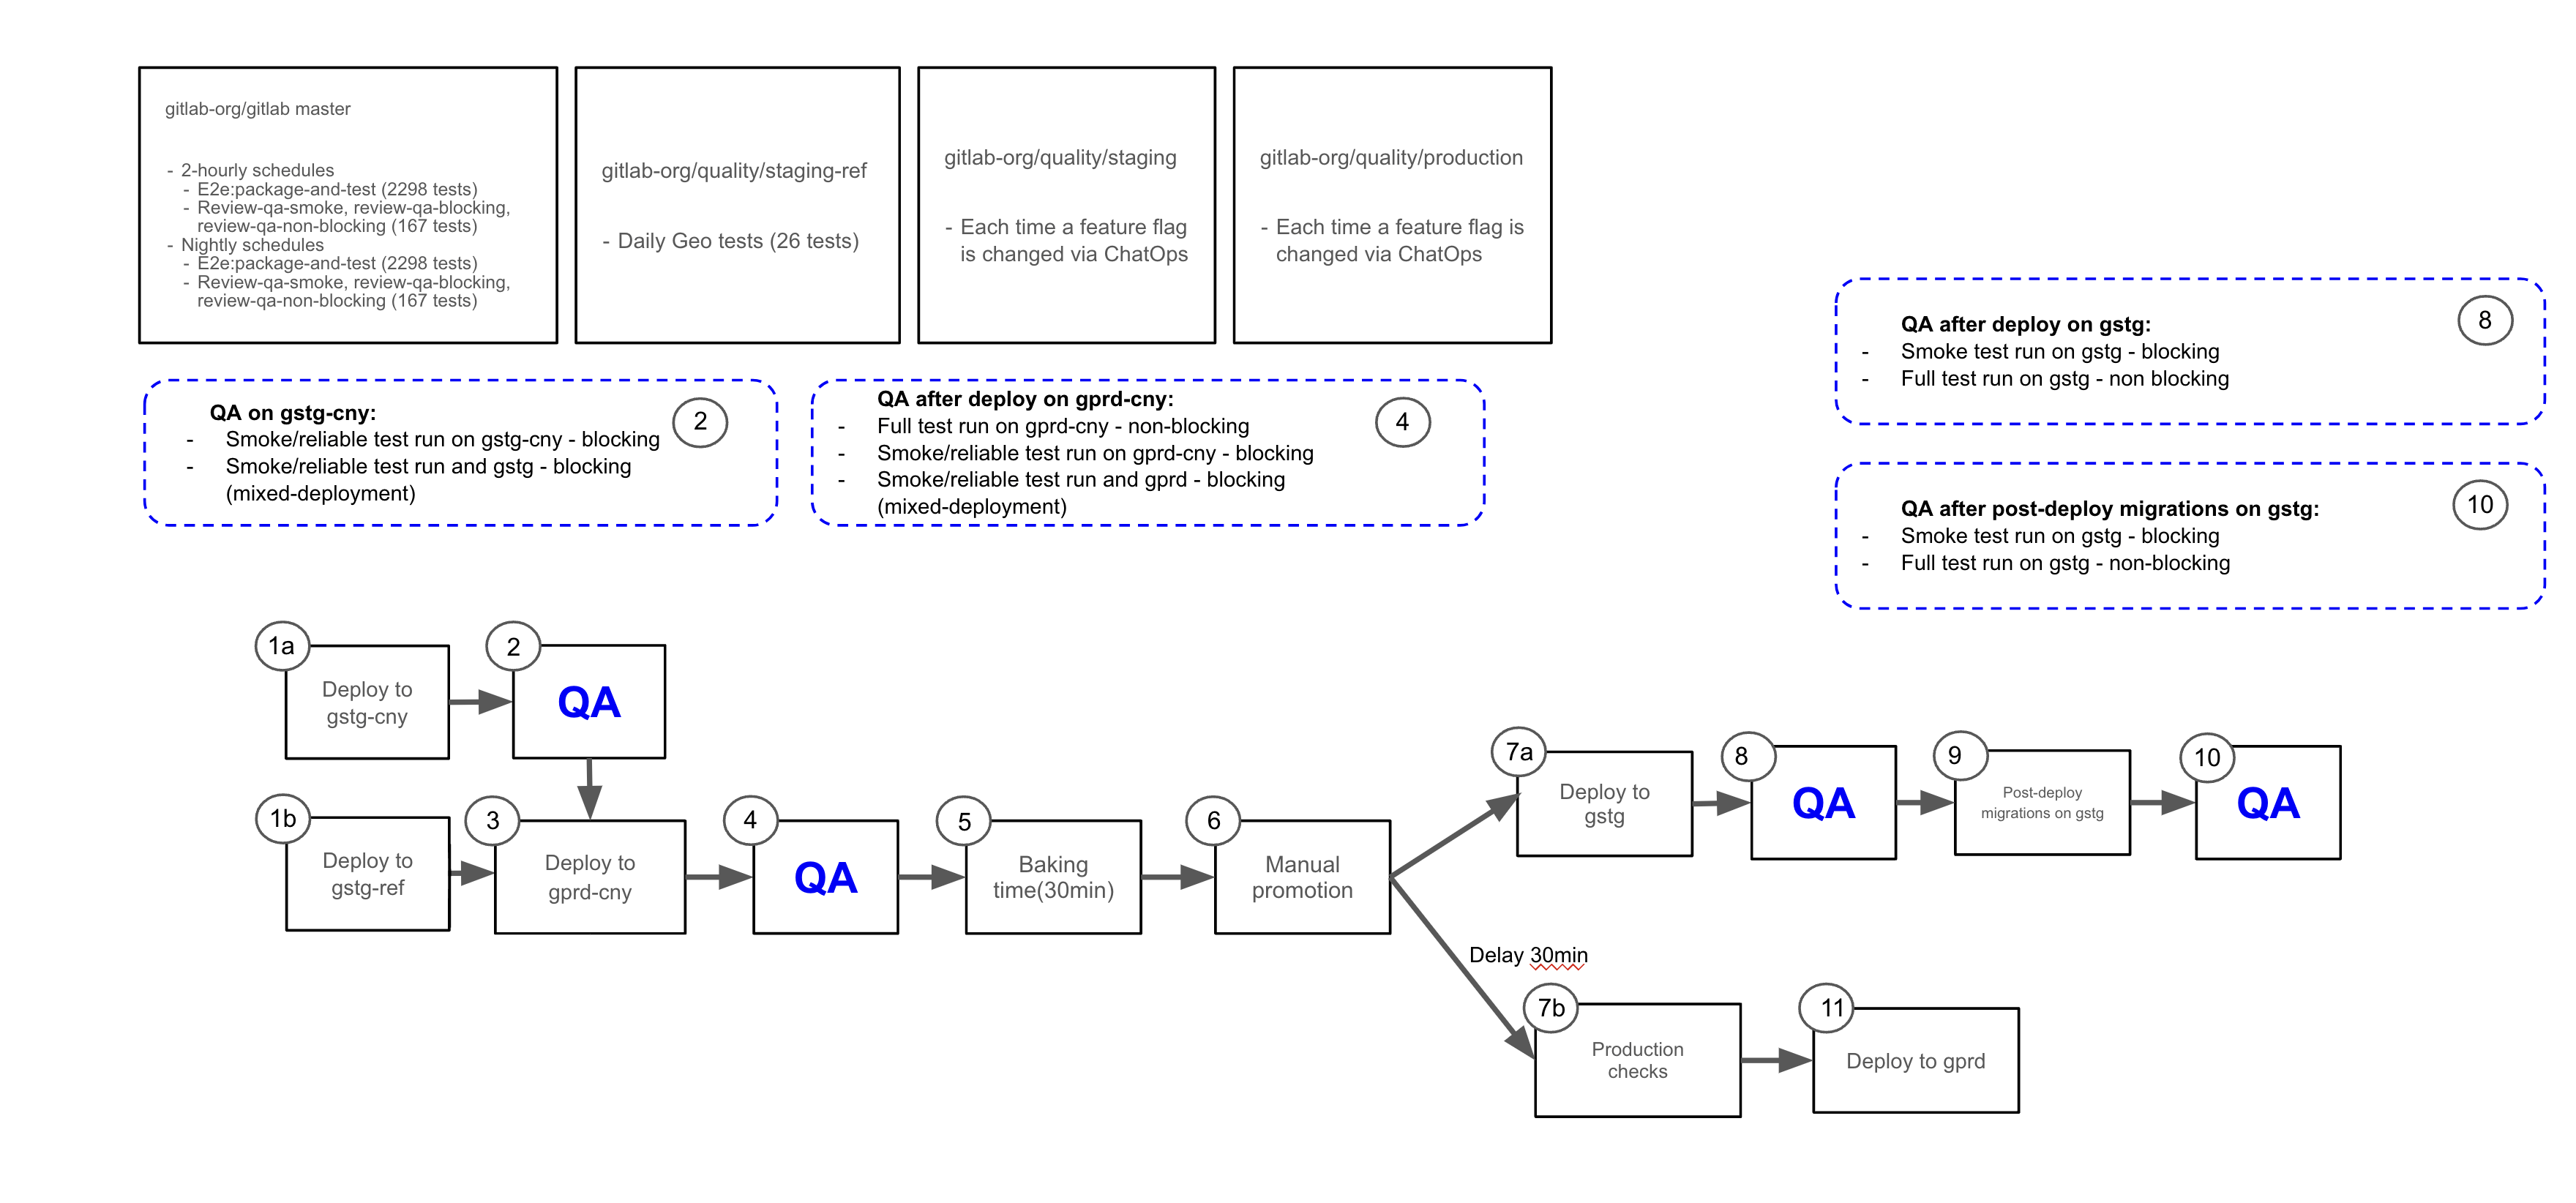 gitlab-org/gitlab master
- 2-hourly schedules
- E2e:package-and-test (2298 tests)
- Review-qa-smoke, review-qa-blocking,
review-qa-non-blocking (167 tests)
- Nightly schedules
- E2e:package-and-test (2298 tests)
- Review-qa-smoke, review-qa-blocking,
review-qa-non-blocking (167 tests)
gitlab-org/quality/staging-ref
- Daily Geo tests (26 tests)
gitlab-org/quality/staging
- Each time a feature flag
is changed via ChatOps
gitlab-org/quality/production
- Each time a feature flag is
changed via ChatOps
QA on gstg-cny:
- Smoke/reliable test run on gstg-cny - blocking
- Smoke/reliable test run and gstg - blocking
(mixed-deployment)
2
QA after deploy on gprd-cny:
- Full test run on gprd-cny - non-blocking
- Smoke/reliable test run on gprd-cny - blocking
- Smoke/reliable test run and gprd - blocking
(mixed-deployment)
4
QA after deploy on gstg:
- Smoke test run on gstg - blocking
- Full test run on gstg - non blocking
8
QA after post-deploy migrations on gstg:
- Smoke test run on gstg - blocking
- Full test run on gstg - non-blocking
10
1a
Deploy to
gstg-cny
2
QA
1b
Deploy to
gstg-ref
3
Deploy to
gprd-cny
4
QA
5
Baking
time(30min)
6
Manual
promotion
7a
Deploy to
gstg
8
QA
9
Post-deploy
migrations on gstg
10
QA
Delay 30min
7b
Production
checks
11
Deploy to gprd